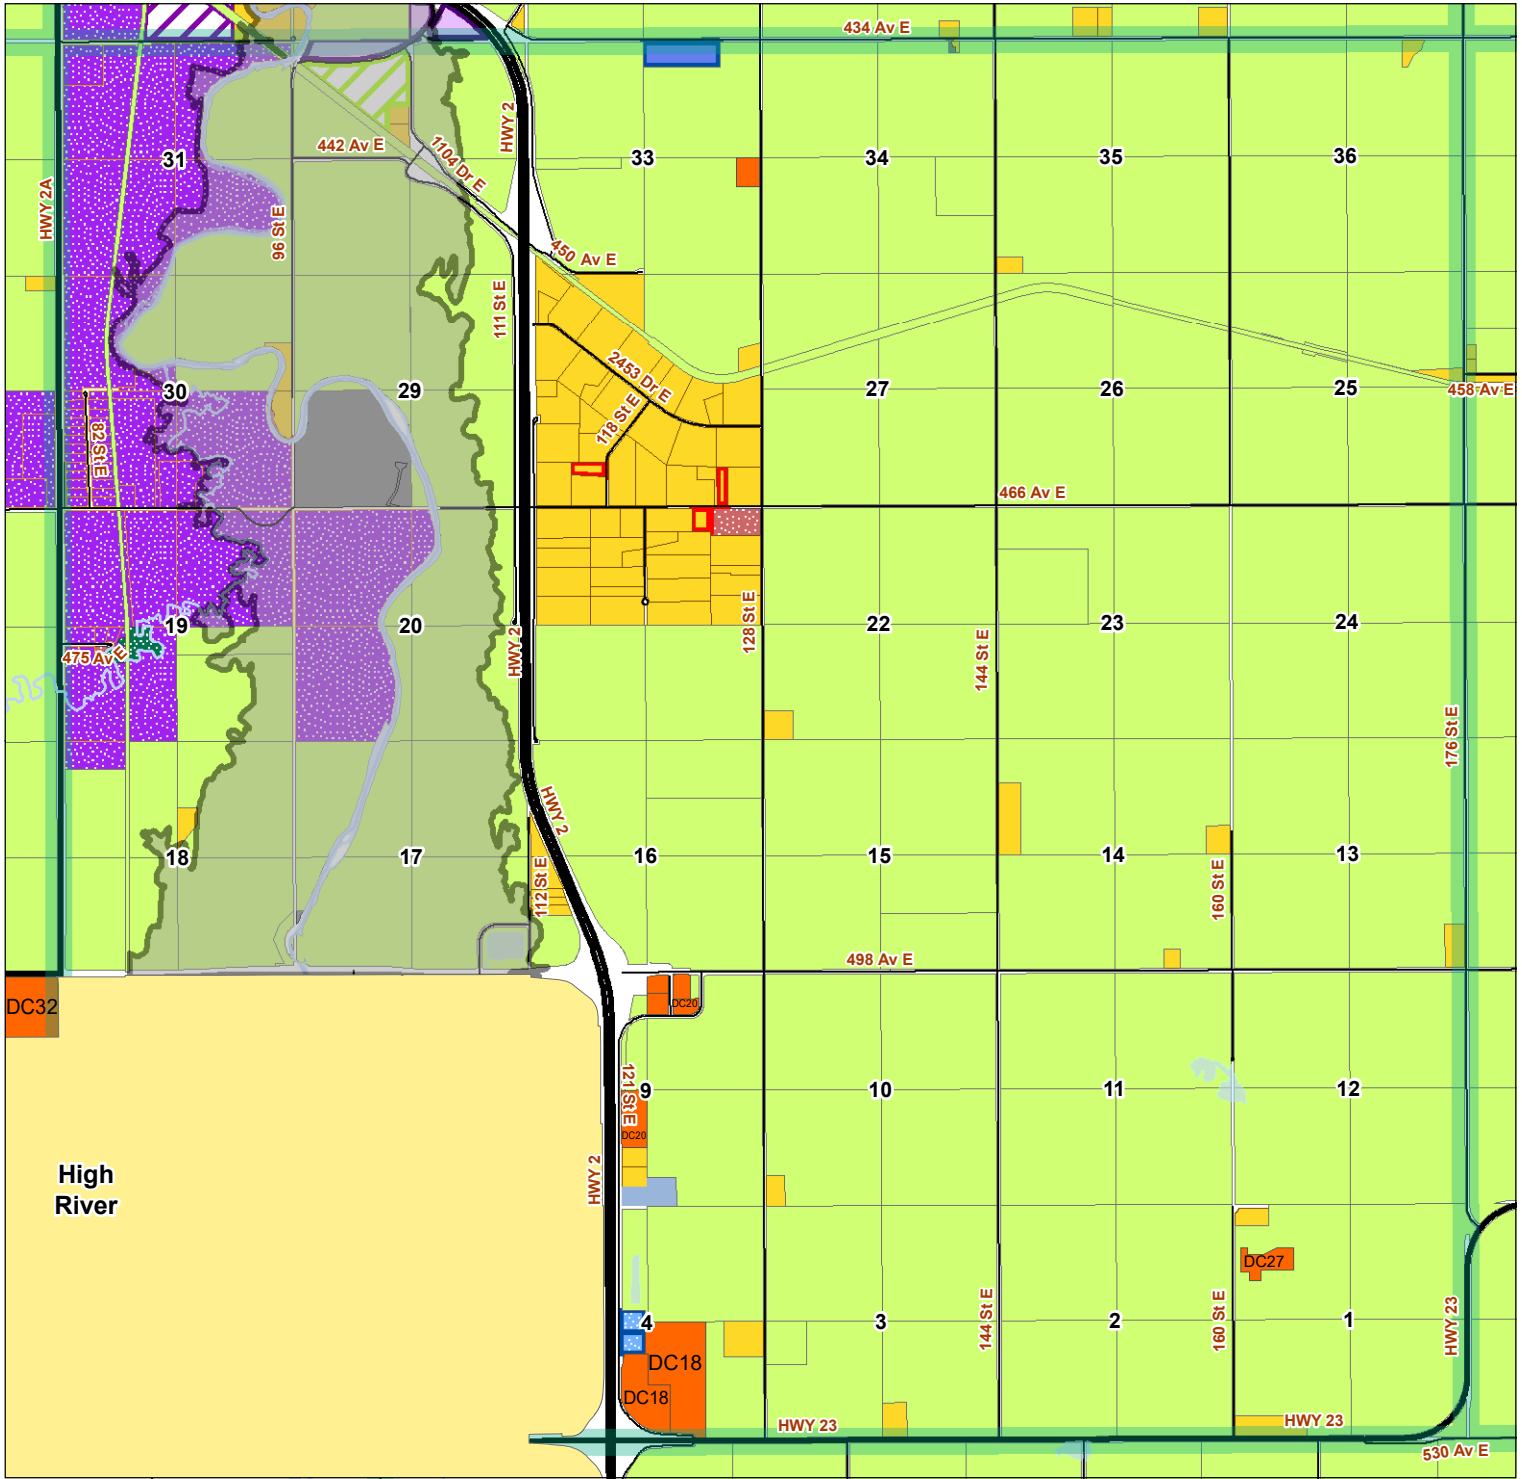 434 Av E
HWY 2
442 Av E
1104 Dr E
31
33
34
35
36
HWY 2A
96 St E
450 Av E
111 St E
2453 Dr E
30
29
27
26
25
458 Av E
118 St E
82 St E
466 Av E
19
20
22
23
24
128 St E
144 St E
475 Av E
HWY 2
176 St E
HWY 2
18
17
16
15
14
13
112 St E
160 St E
498 Av E
DC32
DC20
121 St E
9
10
11
12
DC20
High
River
HWY 2
DC27
4
3
2
1
144 St E
160 St E
HWY 23
DC18
DC18
HWY 23
HWY 23
530 Av E